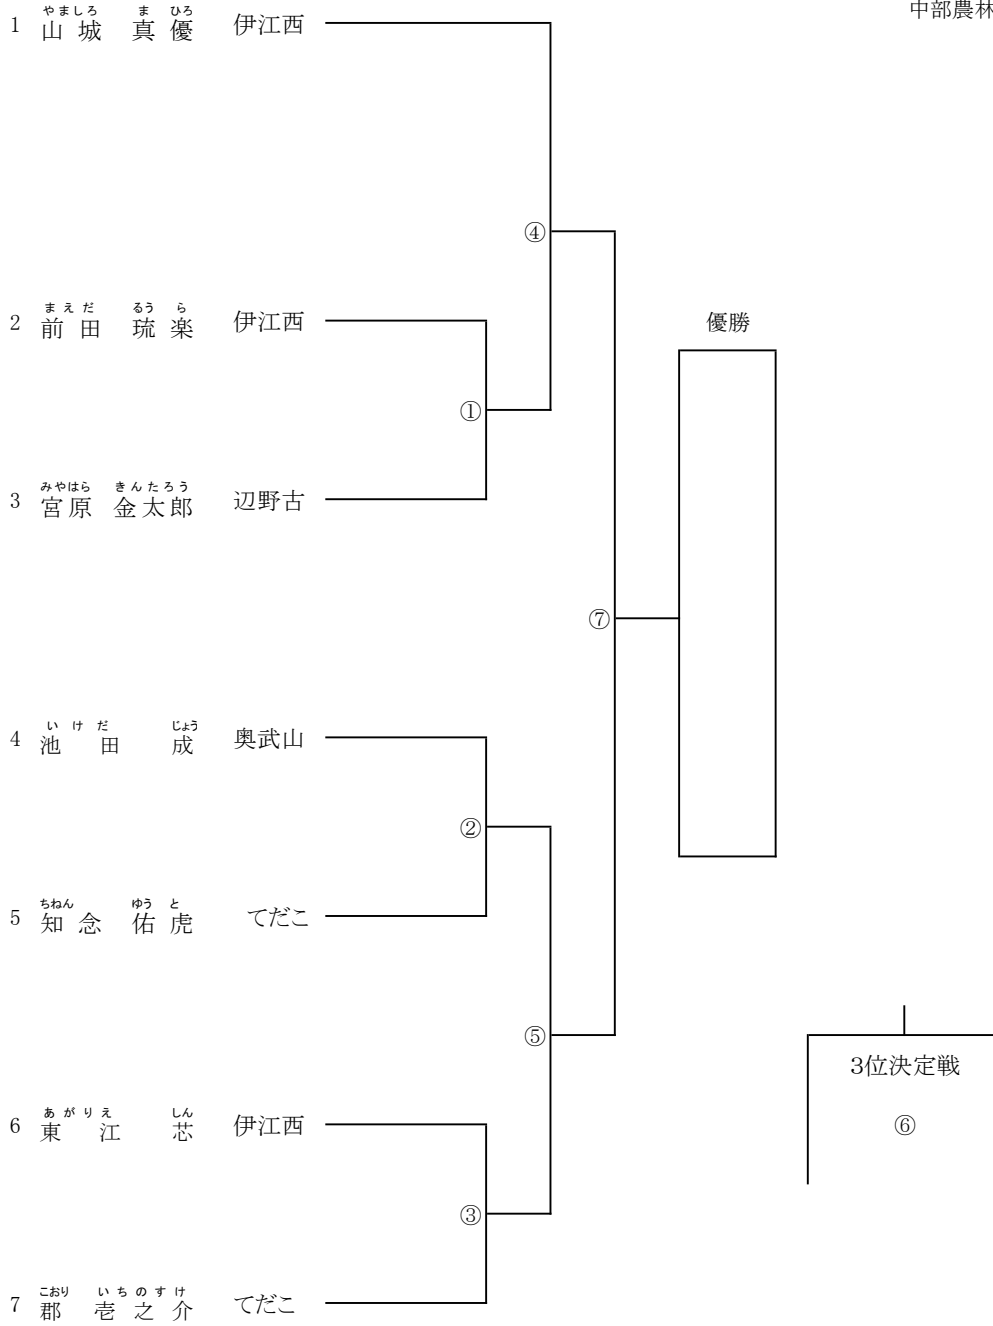 中部農林
やましろ ま ひろ
1 山城 真優 伊江西
④
まえだ るう ら
2 前田 琉楽 伊江西
優勝
①
みやはら きんたろう
3 宮原 金太郎 辺野古
⑦
いけだ じょう
4 池田 成 奥武山
②
ちねん ゆう と
5 知念 佑虎 てだこ
⑤
3位決定戦
あがりえ しん
6 東江 芯 伊江西
⑥
③
こおり いちのすけ
7 郡 壱之介 てだこ